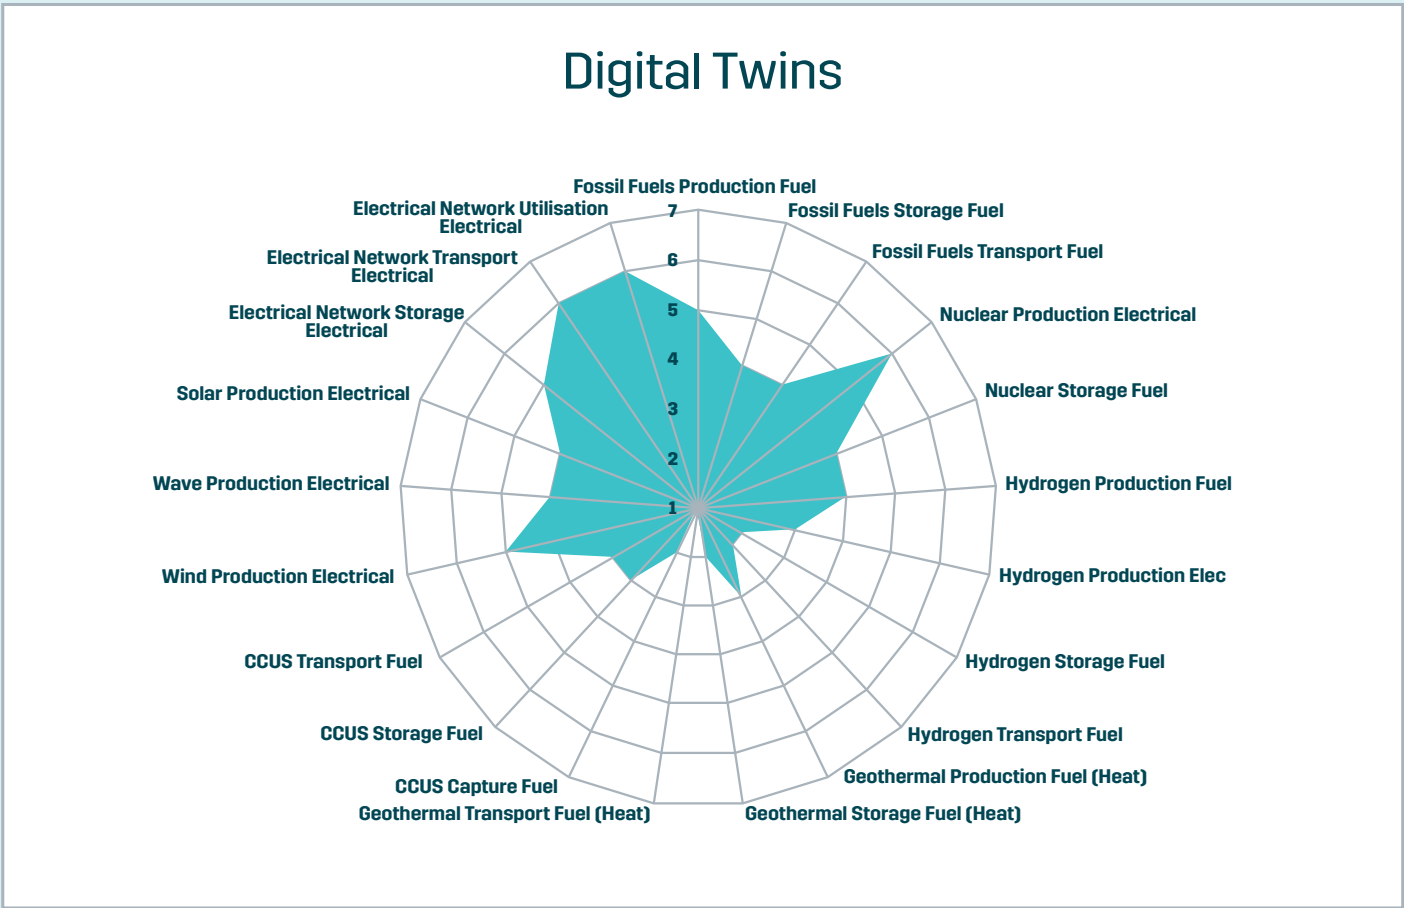 Digital Twins
Fossil Fuels Production Fuel
Fossil Fuels Storage Fuel
Fossil Fuels Transport Fuel
Nuclear Production Electrical
Nuclear Storage Fuel
Hydrogen Production Fuel
Hydrogen Production Elec
Hydrogen Storage Fuel
Hydrogen Transport Fuel
Geothermal Production Fuel (Heat)
Geothermal Storage Fuel (Heat)
Geothermal Transport Fuel (Heat)
CCUS Capture Fuel
CCUS Storage Fuel
CCUS Transport Fuel
Wind Production Electrical
Wave Production Electrical
Solar Production Electrical
Electrical Network Storage
Electrical
Electrical Network Transport
Electrical
Electrical Network Utilisation
Electrical
7
6
5
4
3
2
1